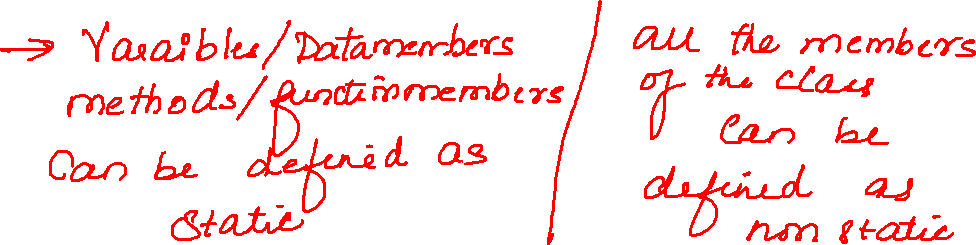 → Varaibles/Datamembers
methods/functionmembers
Can be defined as
static
all the members
of the class
can be
defined as
non static